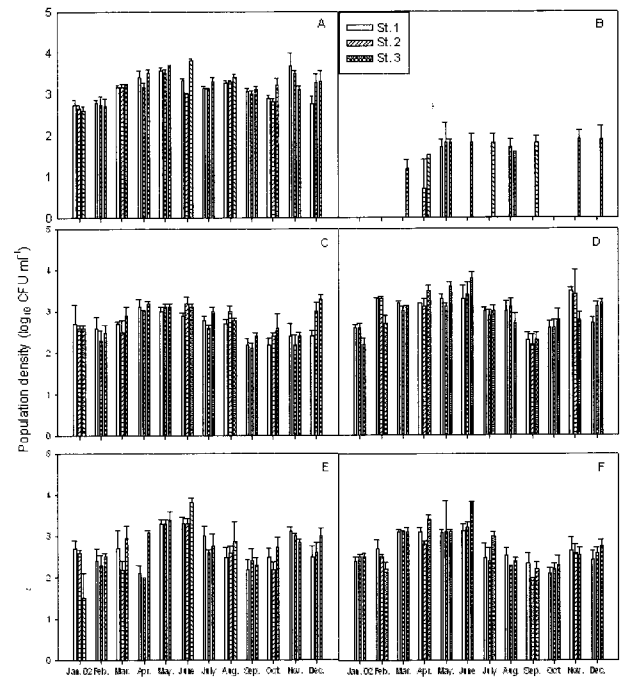 5
4
3
2
1
0
A
St. 1
St. 2
St. 3
B
Population density (log₁₀ CFU ml⁻¹)
5
4
3
2
1
0
C
D
4
3
2
1
0
E
F
Jan. 02 Feb. Mar. Apr. May. June July Aug. Sep. Oct. Nov. Dec.
Jan. 02 Feb. Mar. Apr. May. June July Aug. Sep. Oct. Nov. Dec.